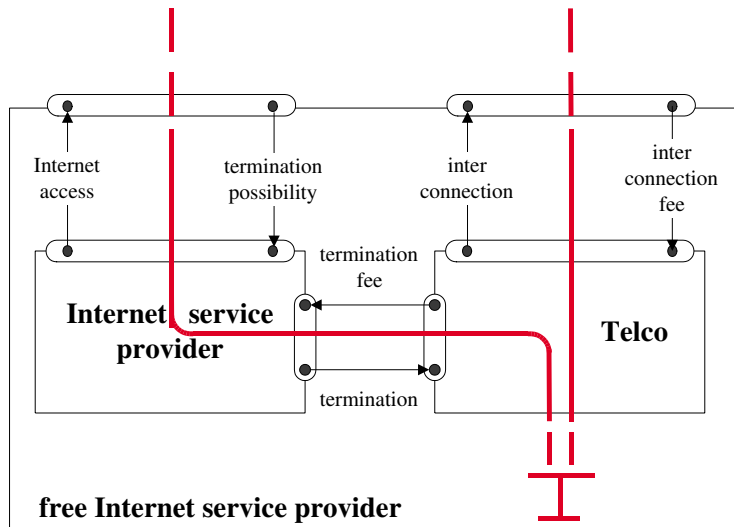 Internet
access
termination
possibility
inter
connection
inter
connection
fee
termination
fee
Internet service
provider
Telco
termination
free Internet service provider